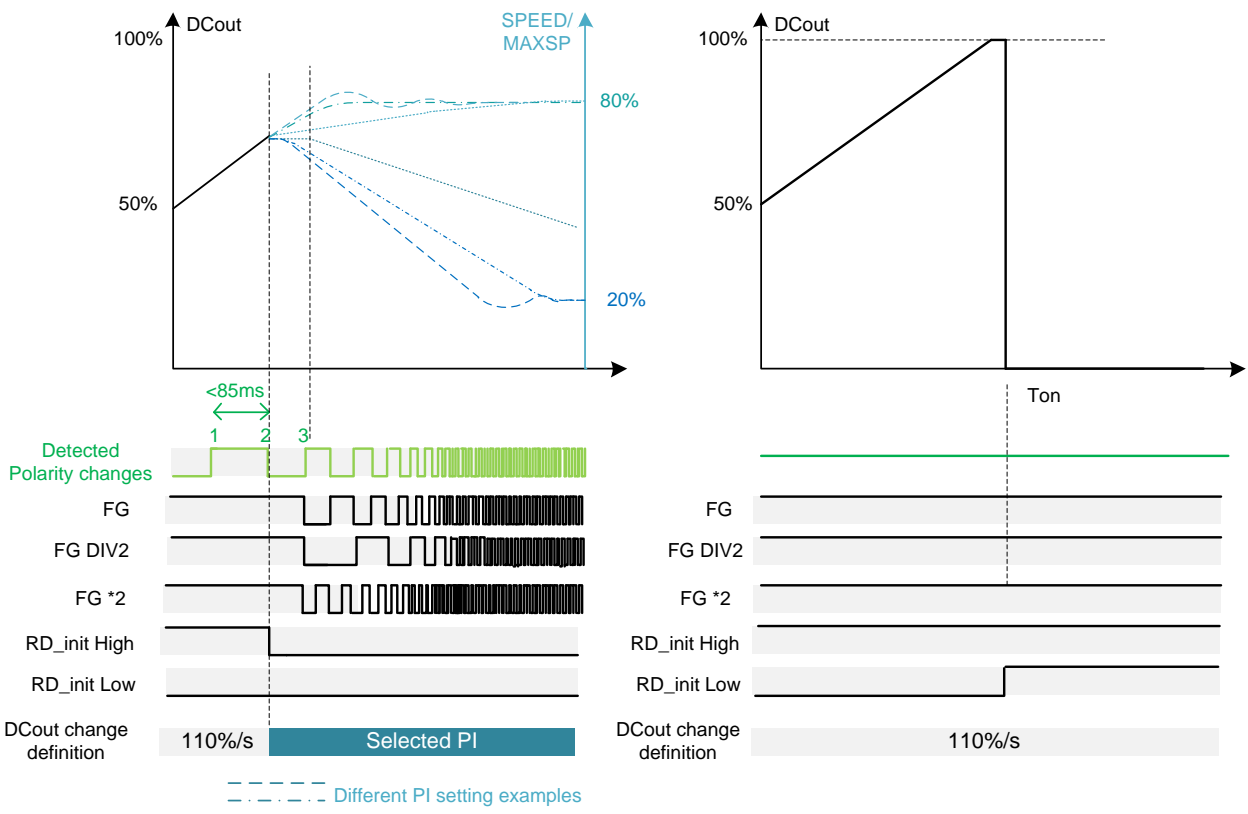 DCout
100%
50%
SPEED/
MAXSP
80%
20%
<85ms
1 2 3
Detected
Polarity changes
FG
FG DIV2
FG *2
RD_init High
RD_init Low
DCout change
definition
110%/s
Selected PI
Different PI setting examples
DCout
100%
50%
Ton
FG
FG DIV2
FG *2
RD_init High
RD_init Low
DCout change
definition
110%/s